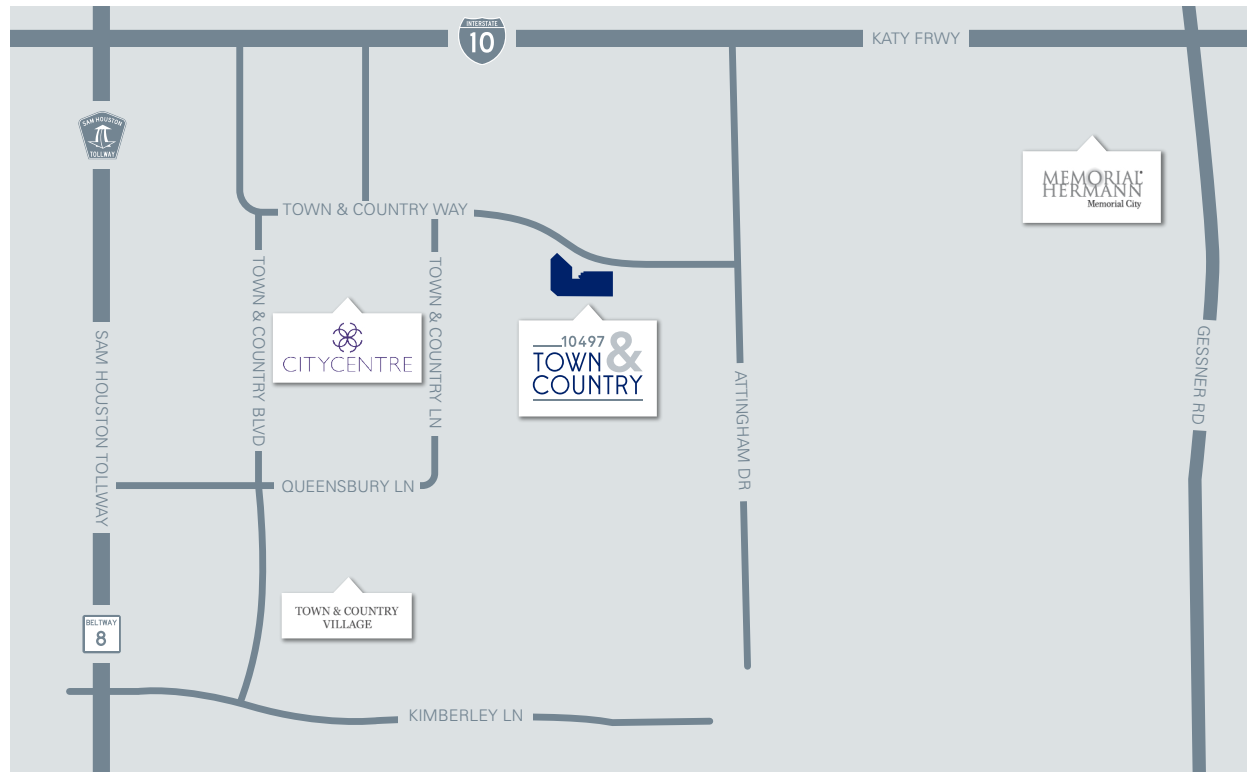 INTERSTATE
10
KATY FRWY
SAM HOUSTON
TOLLWAY
MEMORIAL
HERMANN
Memorial City
TOWN & COUNTRY WAY
TOWN & COUNTRY BLVD
TOWN & COUNTRY LN
CITYCENTRE
10497
TOWN &
COUNTRY
SAM HOUSTON TOLLWAY
ATTINGHAM DR
GESSNER RD
QUEENSBURY LN
TOWN & COUNTRY
VILLAGE
BELTWAY
8
KIMBERLEY LN